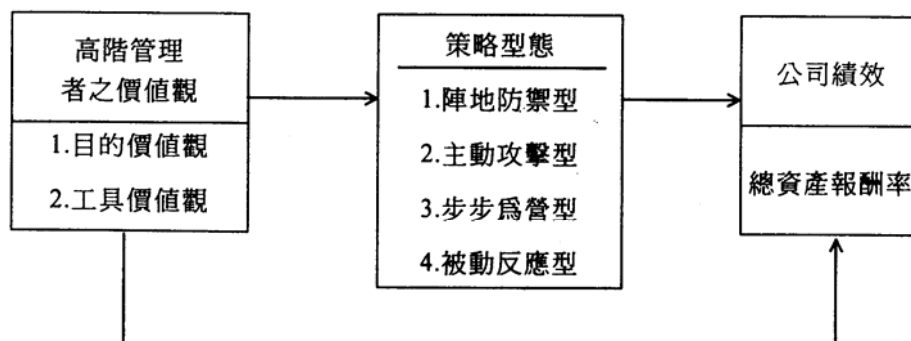 高階管理
者之價值觀
1.目的價值觀
2.工具價值觀
策略型態
1.陣地防禦型
2.主動攻擊型
3.步步爲營型
4.被動反應型
公司績效
總資產報酬率